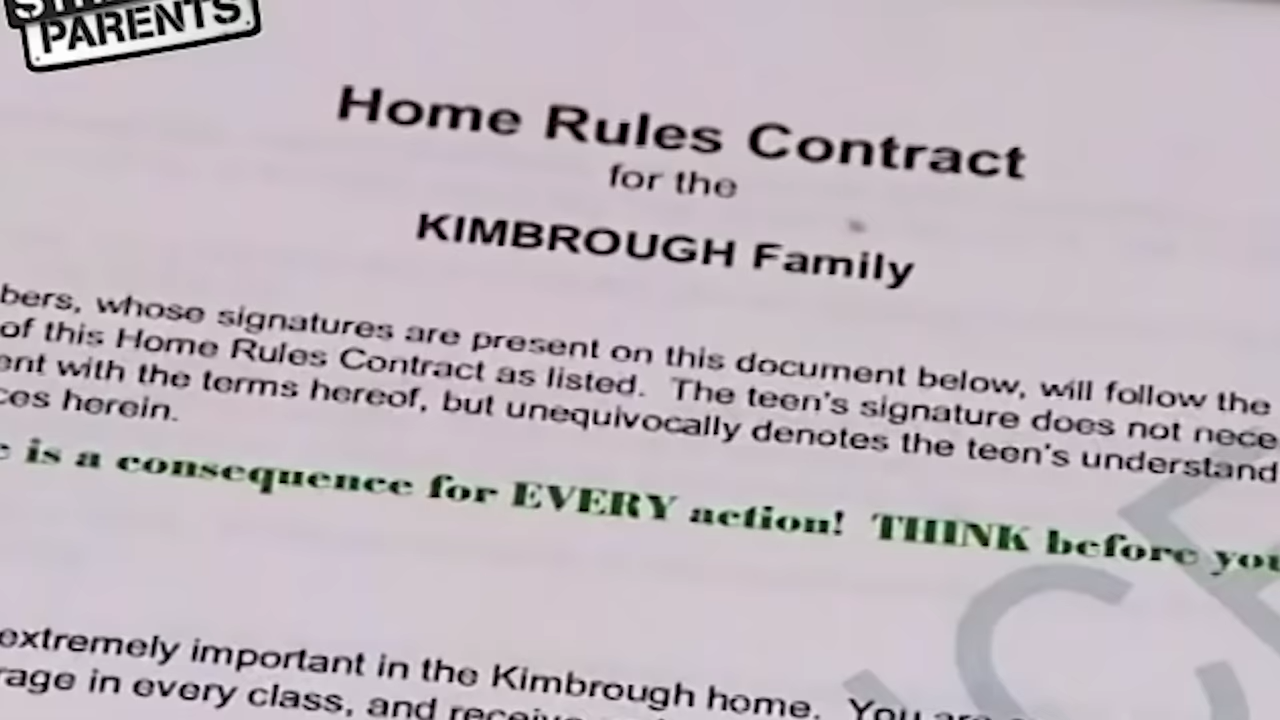 PARENTS
Home Rules Contract
for the
KIMBROUGH Family
bers, whose signatures are present on this document below, will follow the
of this Home Rules Contract as listed. The teen's signature does not nece
ent with the terms hereof, but unequivocally denotes the teen's understand
ces herein.
e is a consequence for EVERY action! THINK before you
extremely important in the Kimbrough home. You are
rage in every class, and receive